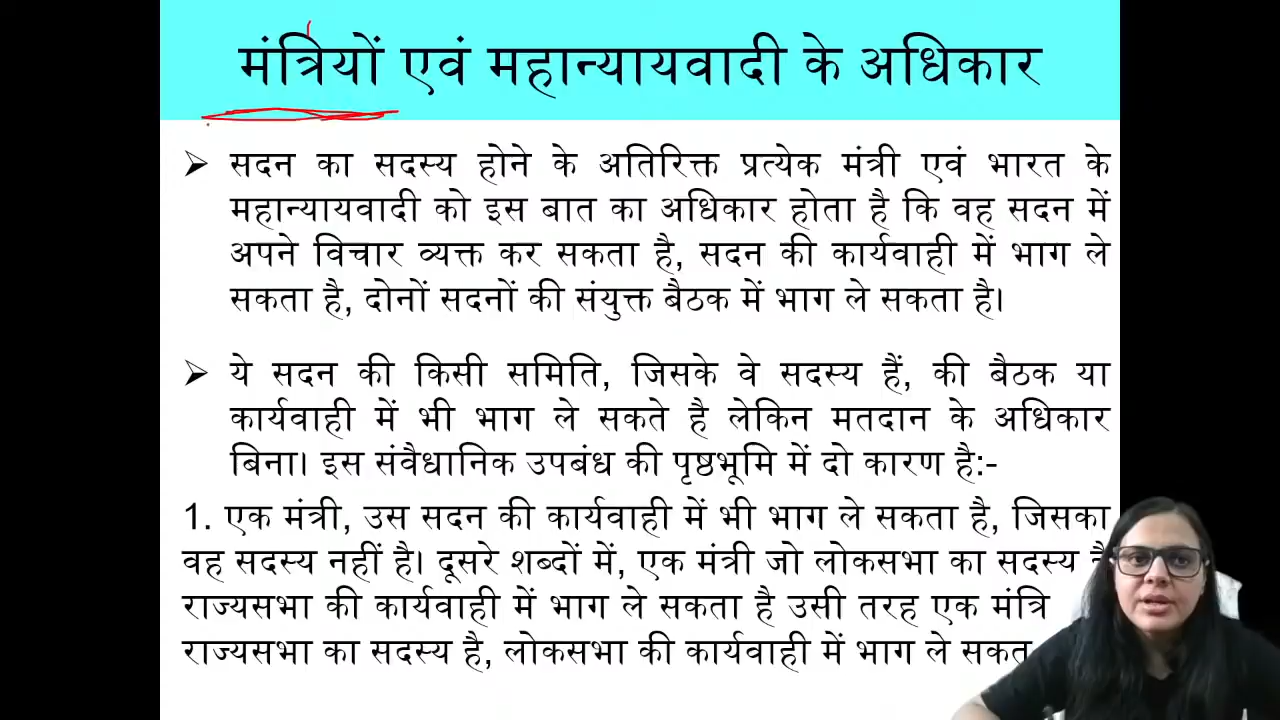 मंत्रियों एवं महान्यायवादी के अधिकार
➢ सदन का सदस्य होने के अतिरिक्त प्रत्येक मंत्री एवं भारत के
महान्यायवादी को इस बात का अधिकार होता है कि वह सदन में
अपने विचार व्यक्त कर सकता है, सदन की कार्यवाही में भाग ले
सकता है, दोनों सदनों की संयुक्त बैठक में भाग ले सकता है।
➢ ये सदन की किसी समिति, जिसके वे सदस्य हैं, की बैठक या
कार्यवाही में भी भाग ले सकते है लेकिन मतदान के अधिकार
बिना। इस संवैधानिक उपबंध की पृष्ठभूमि में दो कारण है:-
1. एक मंत्री, उस सदन की कार्यवाही में भी भाग ले सकता है, जिसका
वह सदस्य नहीं है। दूसरे शब्दों में, एक मंत्री जो लोकसभा का सदस्य है
राज्यसभा की कार्यवाही में भाग ले सकता है उसी तरह एक मंत्रि
राज्यसभा का सदस्य है, लोकसभा की कार्यवाही में भाग ले सकत